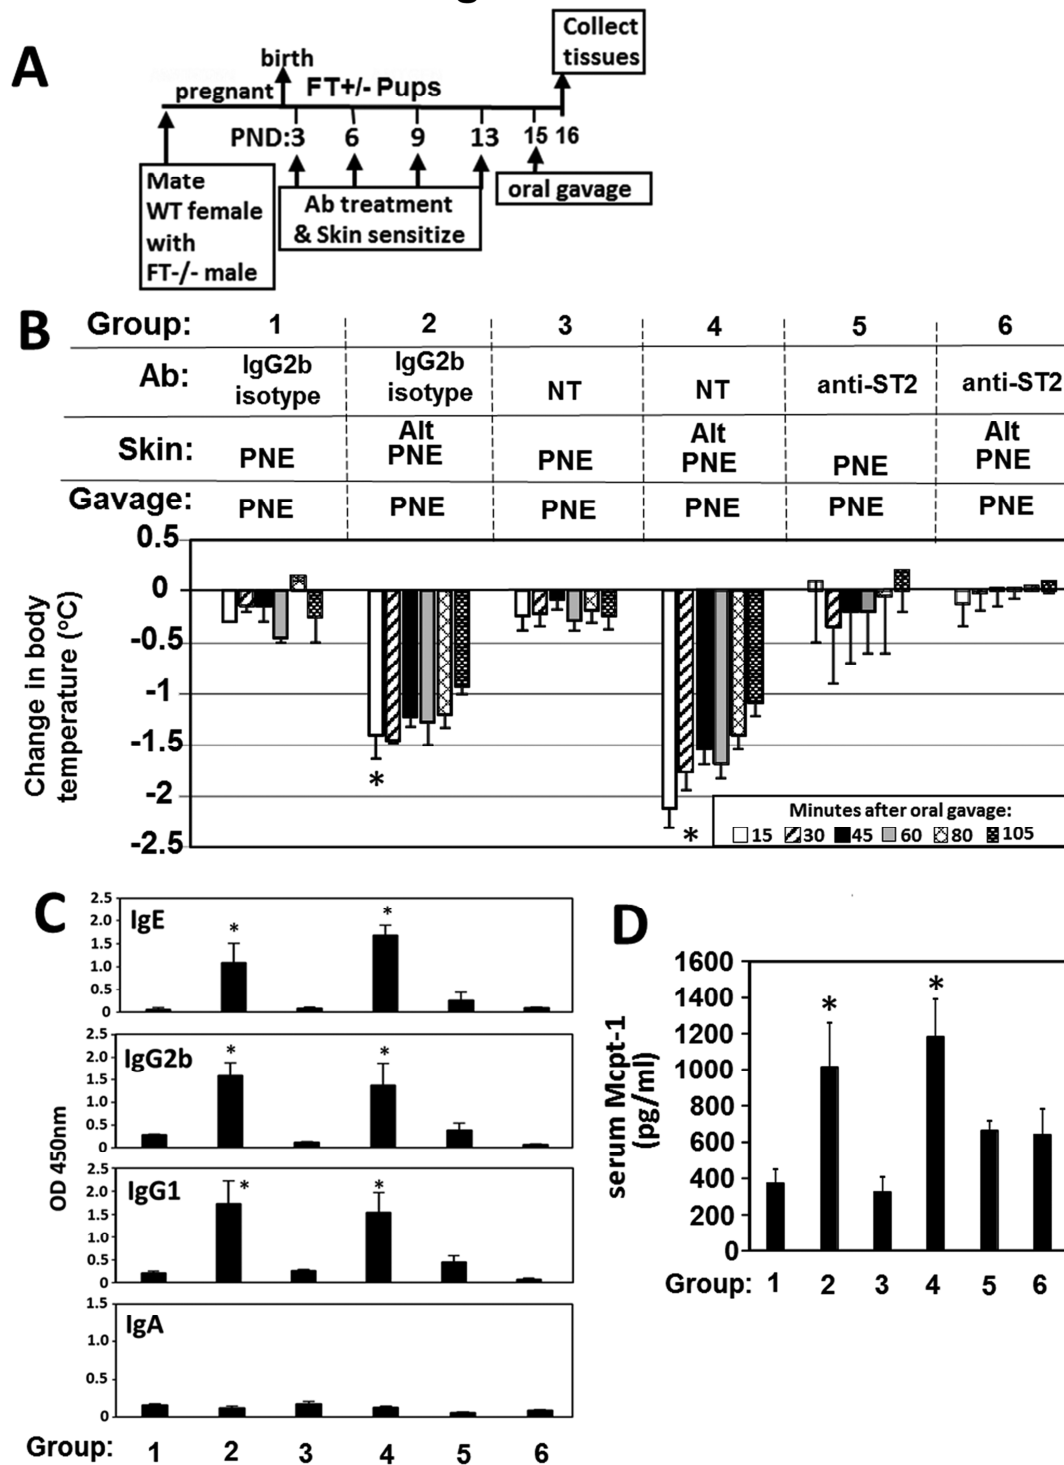 A
birth
pregnant
FT+/- Pups
Collect
tissues
PND:3 6 9 13 15 16
Mate
WT female
with
FT-/- male
Ab treatment
& Skin sensitize
oral gavage
B
Group: 1 2 3 4 5 6
Ab: IgG2b isotype IgG2b isotype NT NT anti-ST2 anti-ST2
Skin: PNE Alt PNE PNE Alt PNE PNE Alt PNE
Gavage: PNE PNE PNE PNE PNE PNE
Change in body
temperature (°C)
0.5
0
-0.5
-1
-1.5
-2
-2.5
*
*
Minutes after oral gavage:
15 30 45 60 80 105
C
OD 450nm
IgE
2.5
2.0
1.5
1.0
0.5
0
* *
IgG2b
2.5
2.0
1.5
1.0
0.5
0
* *
IgG1
2.5
2.0
1.5
1.0
0.5
0
* *
IgA
1.5
1.0
0.5
0
Group: 1 2 3 4 5 6
D
serum Mcpt-1
(pg/ml)
1600
1400
1200
1000
800
600
400
200
0
* *
Group: 1 2 3 4 5 6